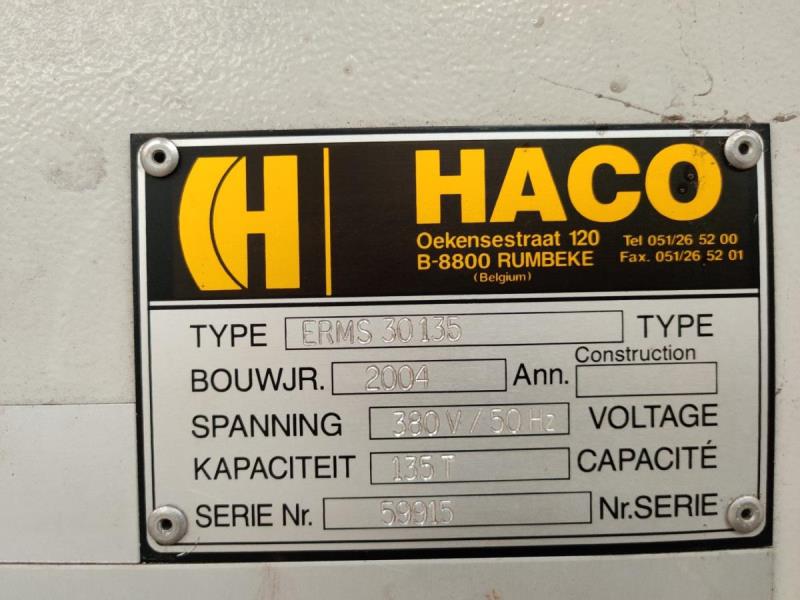 H HACO
Oekensestraat 120 Tel 051/26 52 00
B-8800 RUMBEKE Fax. 051/26 52 01
(Belgium)
TYPE ERMS 30135 TYPE
BOUWJR. 2004 Ann. Construction
SPANNING 380 V / 50 Hz VOLTAGE
KAPACITEIT 135 T CAPACITÉ
SERIE Nr. 59915 Nr. SERIE